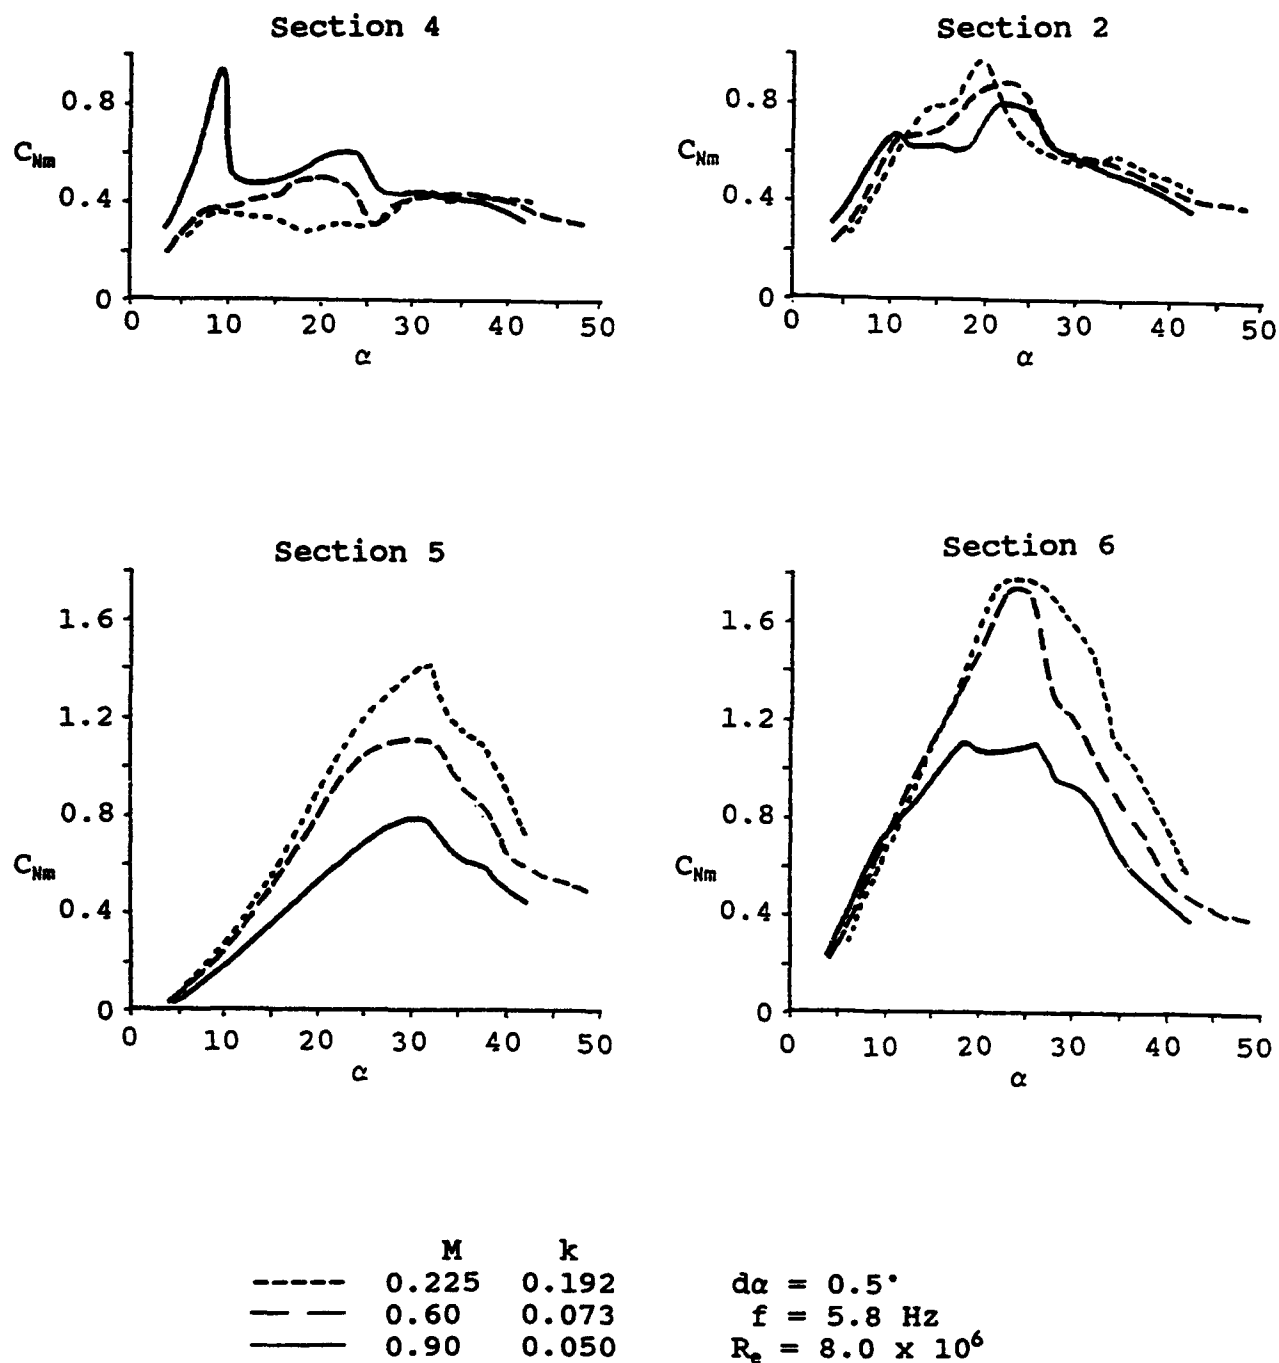 Section 4
0.8
C_Nm
0.4
0
0 10 20 30 40 50
α
Section 2
0.8
C_Nm
0.4
0
0 10 20 30 40 50
α
Section 5
1.6
1.2
0.8
C_Nm
0.4
0
0 10 20 30 40 50
α
Section 6
1.6
1.2
0.8
C_Nm
0.4
0
0 10 20 30 40 50
α
M k
0.225 0.192
0.60 0.073
0.90 0.050
dα = 0.5°
f = 5.8 Hz
R_e = 8.0 x 10^6